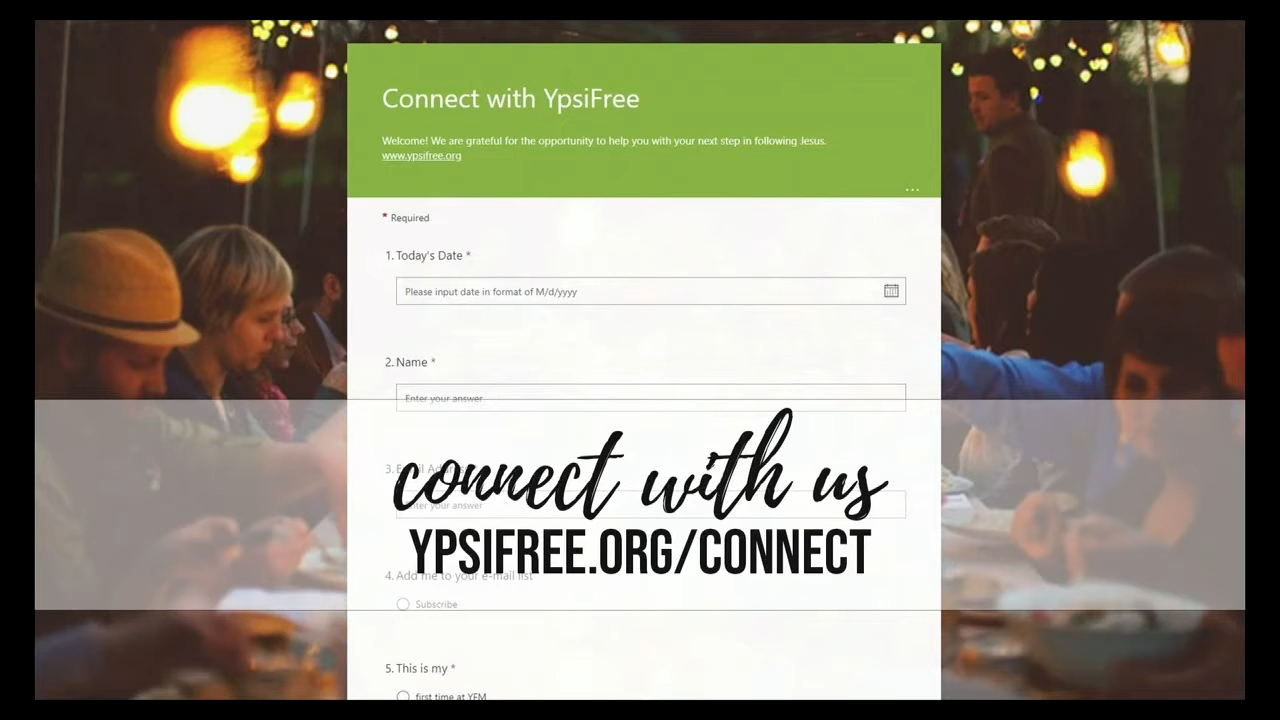 Connect with YpsiFree
Welcome! We are grateful for the opportunity to help you with your next step in following Jesus.
www.ypsifree.org
...
* Required
1. Today's Date *
Please input date in format of M/d/yyyy
2. Name *
Enter your answer
3. Email Address
connect with us
Enter your answer
YPSIFREE.ORG/CONNECT
4. Add me to your e-mail list
Subscribe
5. This is my *
first time at YFM